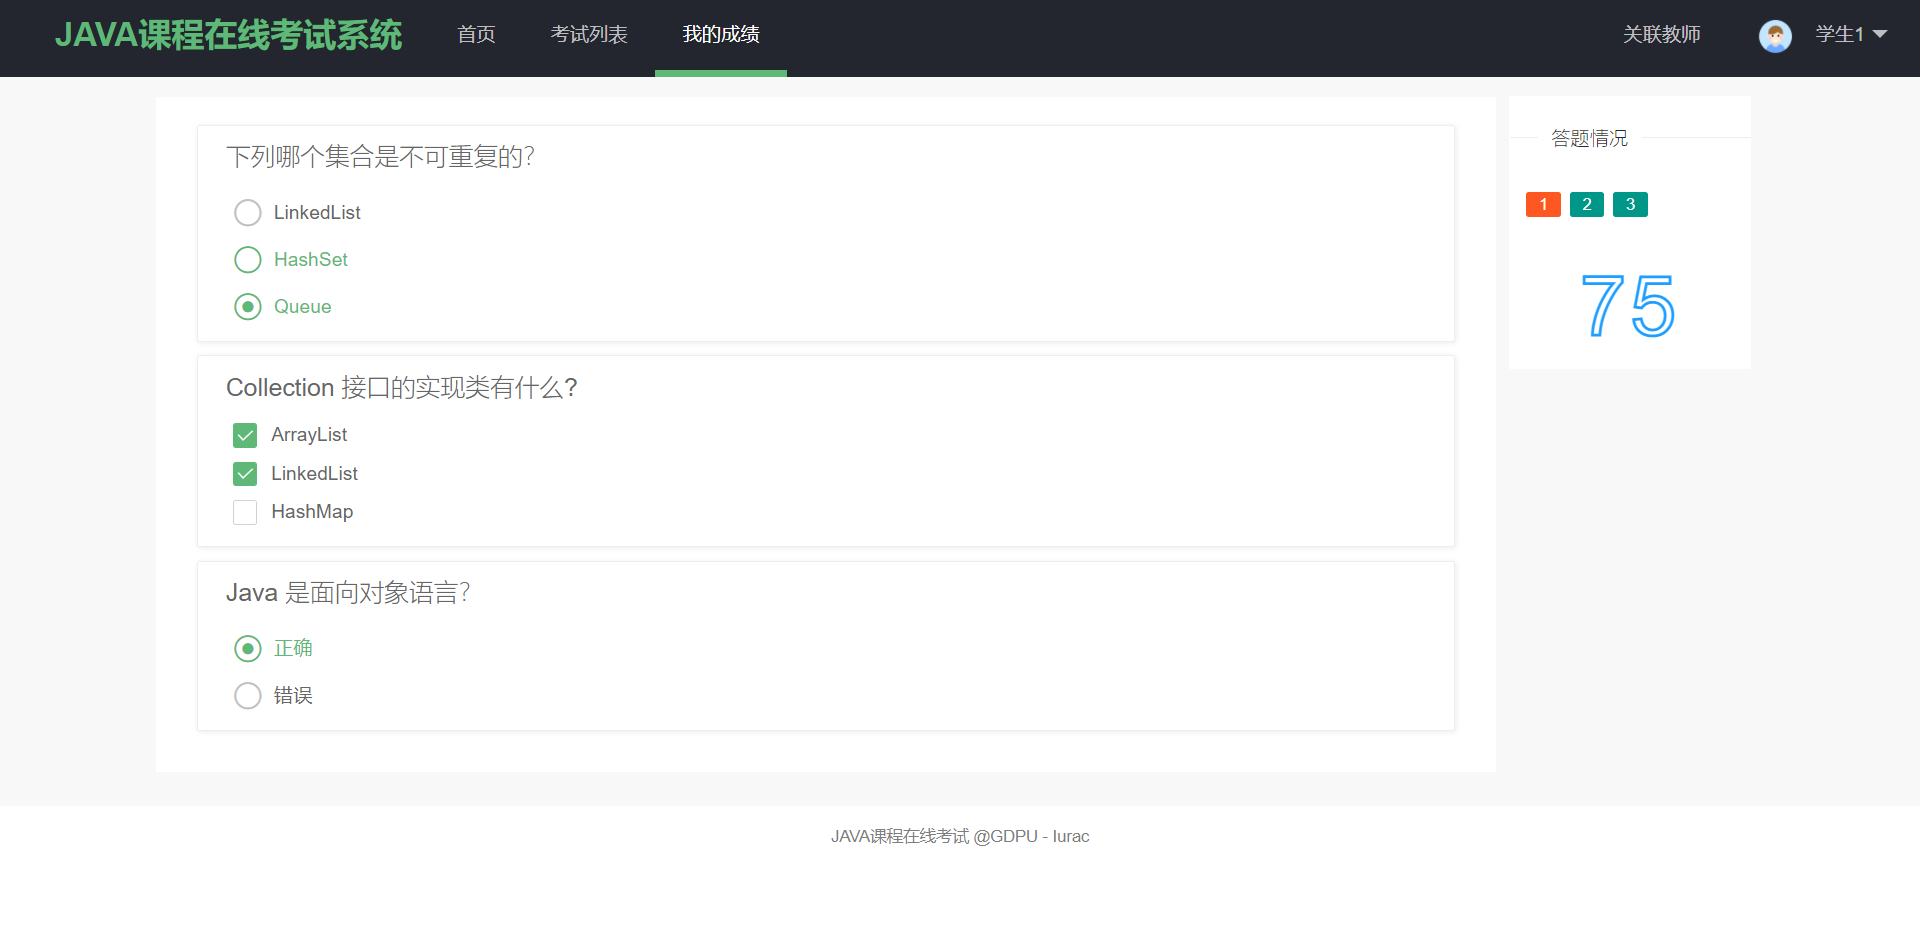 JAVA课程在线考试系统 首页 考试列表 我的成绩 关联教师 学生1
下列哪个集合是不可重复的?
LinkedList
HashSet
Queue
Collection 接口的实现类有什么?
ArrayList
LinkedList
HashMap
Java 是面向对象语言?
正确
错误
答题情况
1 2 3
75
JAVA课程在线考试 @GDPU - lurac